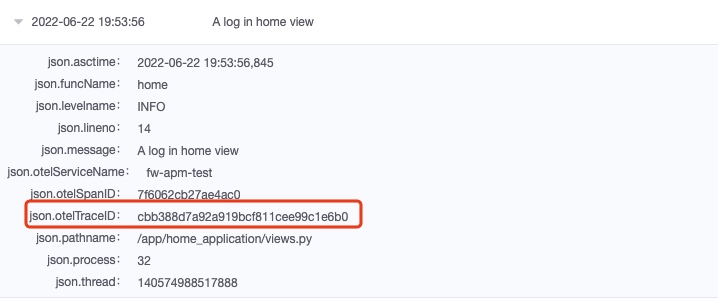 2022-06-22 19:53:56 A log in home view
json.asctime: 2022-06-22 19:53:56,845
json.funcName: home
json.levelname: INFO
json.lineno: 14
json.message: A log in home view
json.otelServiceName: fw-apm-test
json.otelSpanID: 7f6062cb27ae4ac0
json.otelTraceID: cbb388d7a92a919bcf811cee99c1e6b0
json.pathname: /app/home_application/views.py
json.process: 32
json.thread: 140574988517888